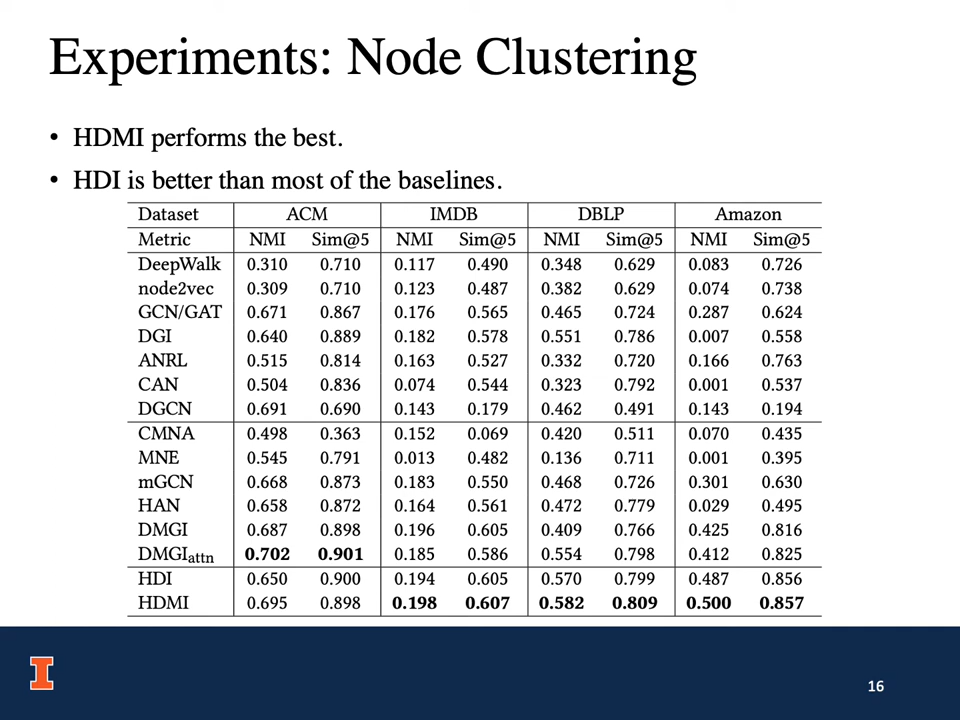 Experiments: Node Clustering
• HDMI performs the best.
• HDI is better than most of the baselines.
Dataset ACM IMDB DBLP Amazon
Metric NMI Sim@5 NMI Sim@5 NMI Sim@5 NMI Sim@5
DeepWalk 0.310 0.710 0.117 0.490 0.348 0.629 0.083 0.726
node2vec 0.309 0.710 0.123 0.487 0.382 0.629 0.074 0.738
GCN/GAT 0.671 0.867 0.176 0.565 0.465 0.724 0.287 0.624
DGI 0.640 0.889 0.182 0.578 0.551 0.786 0.007 0.558
ANRL 0.515 0.814 0.163 0.527 0.332 0.720 0.166 0.763
CAN 0.504 0.836 0.074 0.544 0.323 0.792 0.001 0.537
DGCN 0.691 0.690 0.143 0.179 0.462 0.491 0.143 0.194
CMNA 0.498 0.363 0.152 0.069 0.420 0.511 0.070 0.435
MNE 0.545 0.791 0.013 0.482 0.136 0.711 0.001 0.395
mGCN 0.668 0.873 0.183 0.550 0.468 0.726 0.301 0.630
HAN 0.658 0.872 0.164 0.561 0.472 0.779 0.029 0.495
DMGI 0.687 0.898 0.196 0.605 0.409 0.766 0.425 0.816
DMGIattn 0.702 0.901 0.185 0.586 0.554 0.798 0.412 0.825
HDI 0.650 0.900 0.194 0.605 0.570 0.799 0.487 0.856
HDMI 0.695 0.898 0.198 0.607 0.582 0.809 0.500 0.857
16